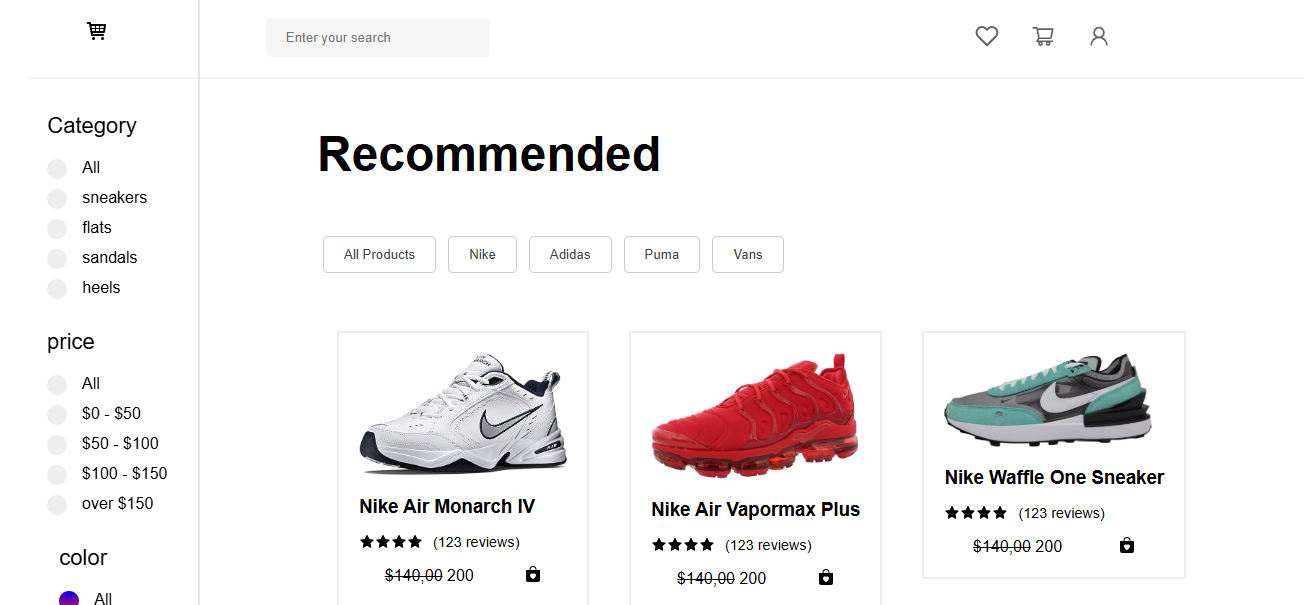 Enter your search
Category
All
sneakers
flats
sandals
heels
price
All
$0 - $50
$50 - $100
$100 - $150
over $150
color
All
Recommended
All Products
Nike
Adidas
Puma
Vans
Nike Air Monarch IV
(123 reviews)
$140,00 200
Nike Air Vapormax Plus
(123 reviews)
$140,00 200
Nike Waffle One Sneaker
(123 reviews)
$140,00 200